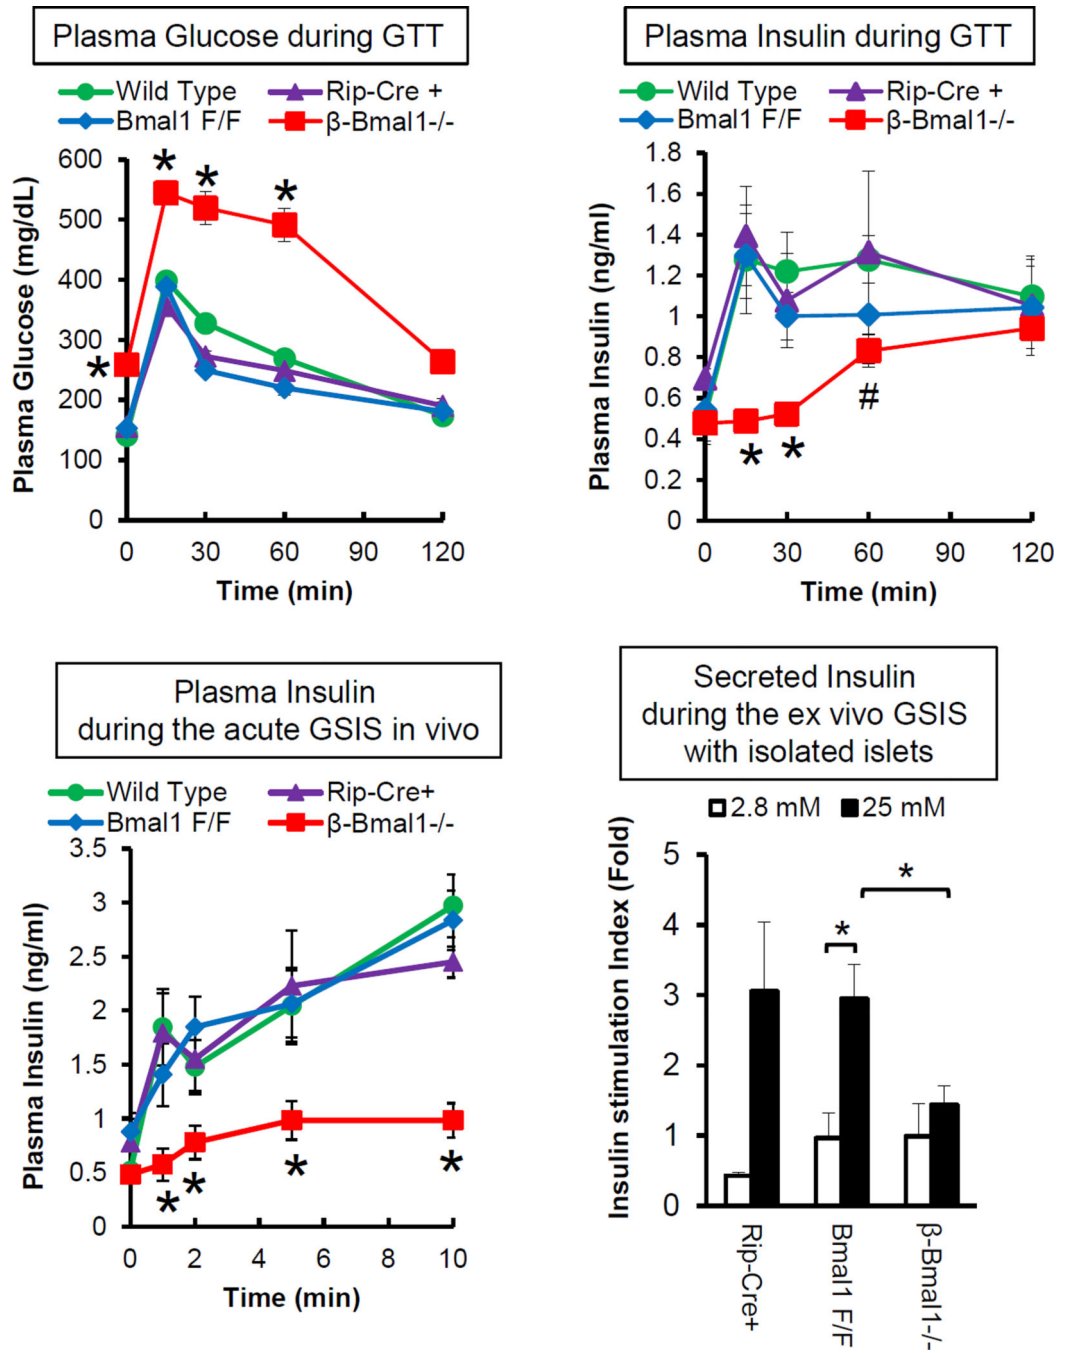 Plasma Glucose during GTT
Wild Type
Rip-Cre +
Bmal1 F/F
β-Bmal1-/-
Plasma Glucose (mg/dL)
600
500
400
300
200
100
0
*
*
*
*
0 30 60 90 120
Time (min)
Plasma Insulin during GTT
Wild Type
Rip-Cre +
Bmal1 F/F
β-Bmal1-/-
Plasma Insulin (ng/ml)
1.8
1.6
1.4
1.2
1
0.8
0.6
0.4
0.2
0
*
*
#
0 30 60 90 120
Time (min)
Plasma Insulin
during the acute GSIS in vivo
Wild Type
Rip-Cre+
Bmal1 F/F
β-Bmal1-/-
Plasma Insulin (ng/ml)
3.5
3
2.5
2
1.5
1
0.5
0
*
*
*
*
0 2 4 6 8 10
Time (min)
Secreted Insulin
during the ex vivo GSIS
with isolated islets
2.8 mM
25 mM
Insulin stimulation Index (Fold)
5
4
3
2
1
0
*
*
Rip-Cre+
Bmal1 F/F
β-Bmal1-/-